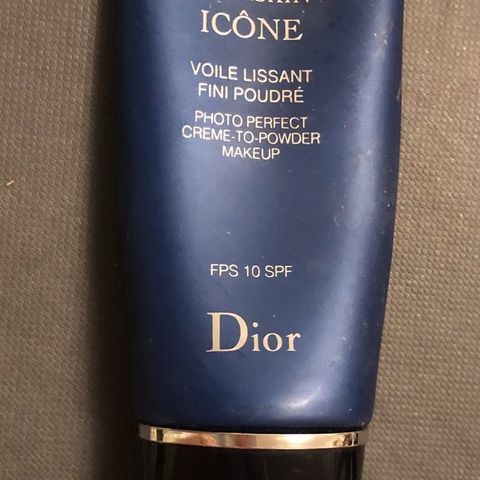 ICÔNE
VOILE LISSANT
FINI POUDRÉ
PHOTO PERFECT
CREME-TO-POWDER
MAKEUP
FPS 10 SPF
Dior